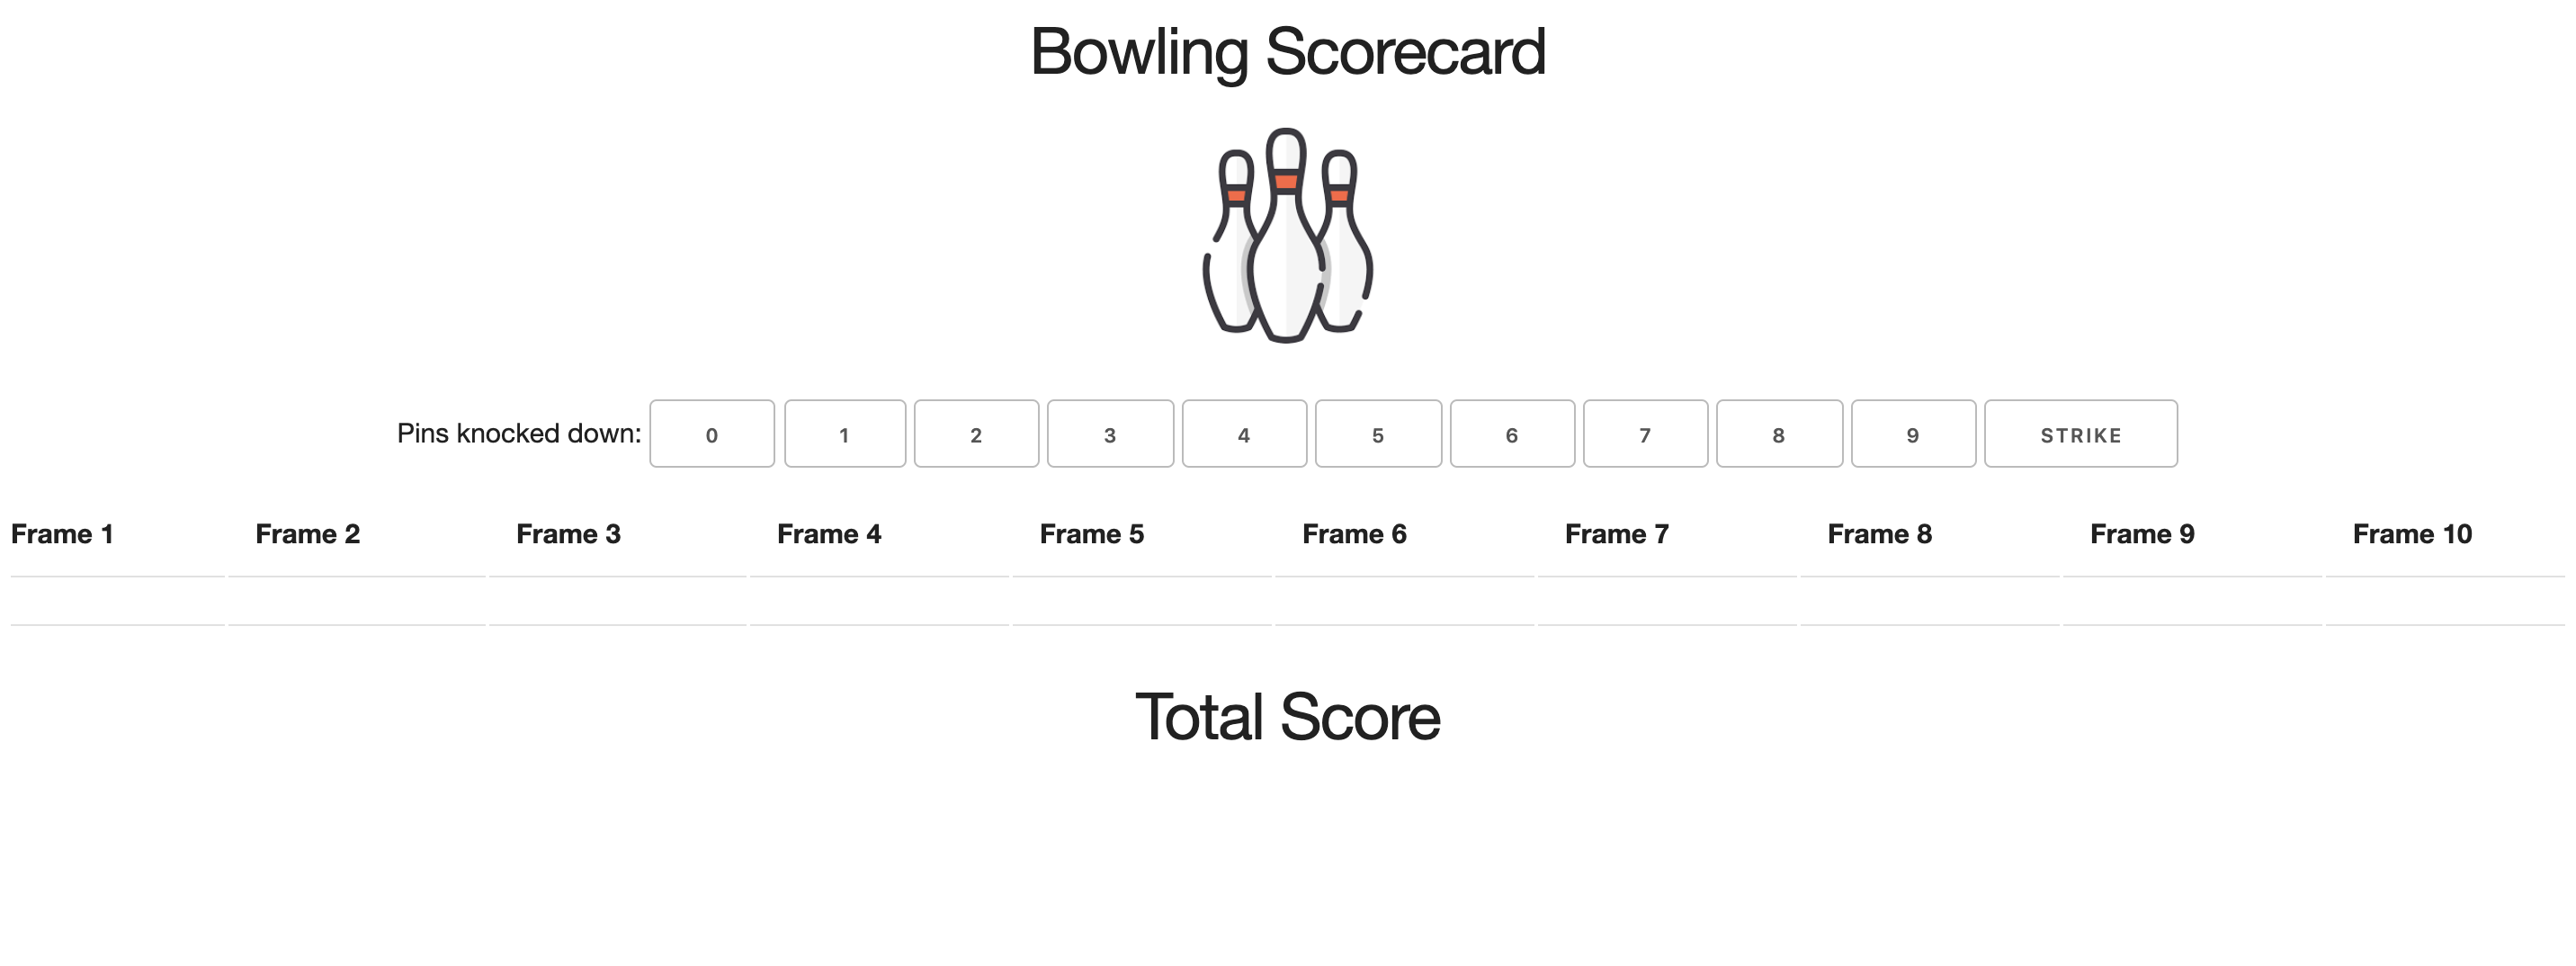 Bowling Scorecard
Pins knocked down: 0 1 2 3 4 5 6 7 8 9 STRIKE
Frame 1 Frame 2 Frame 3 Frame 4 Frame 5 Frame 6 Frame 7 Frame 8 Frame 9 Frame 10
Total Score